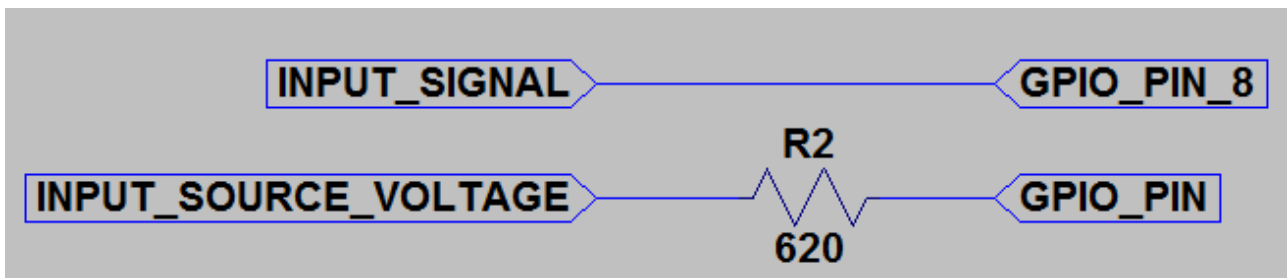 INPUT_SIGNAL GPIO_PIN_8
R2
INPUT_SOURCE_VOLTAGE GPIO_PIN
620